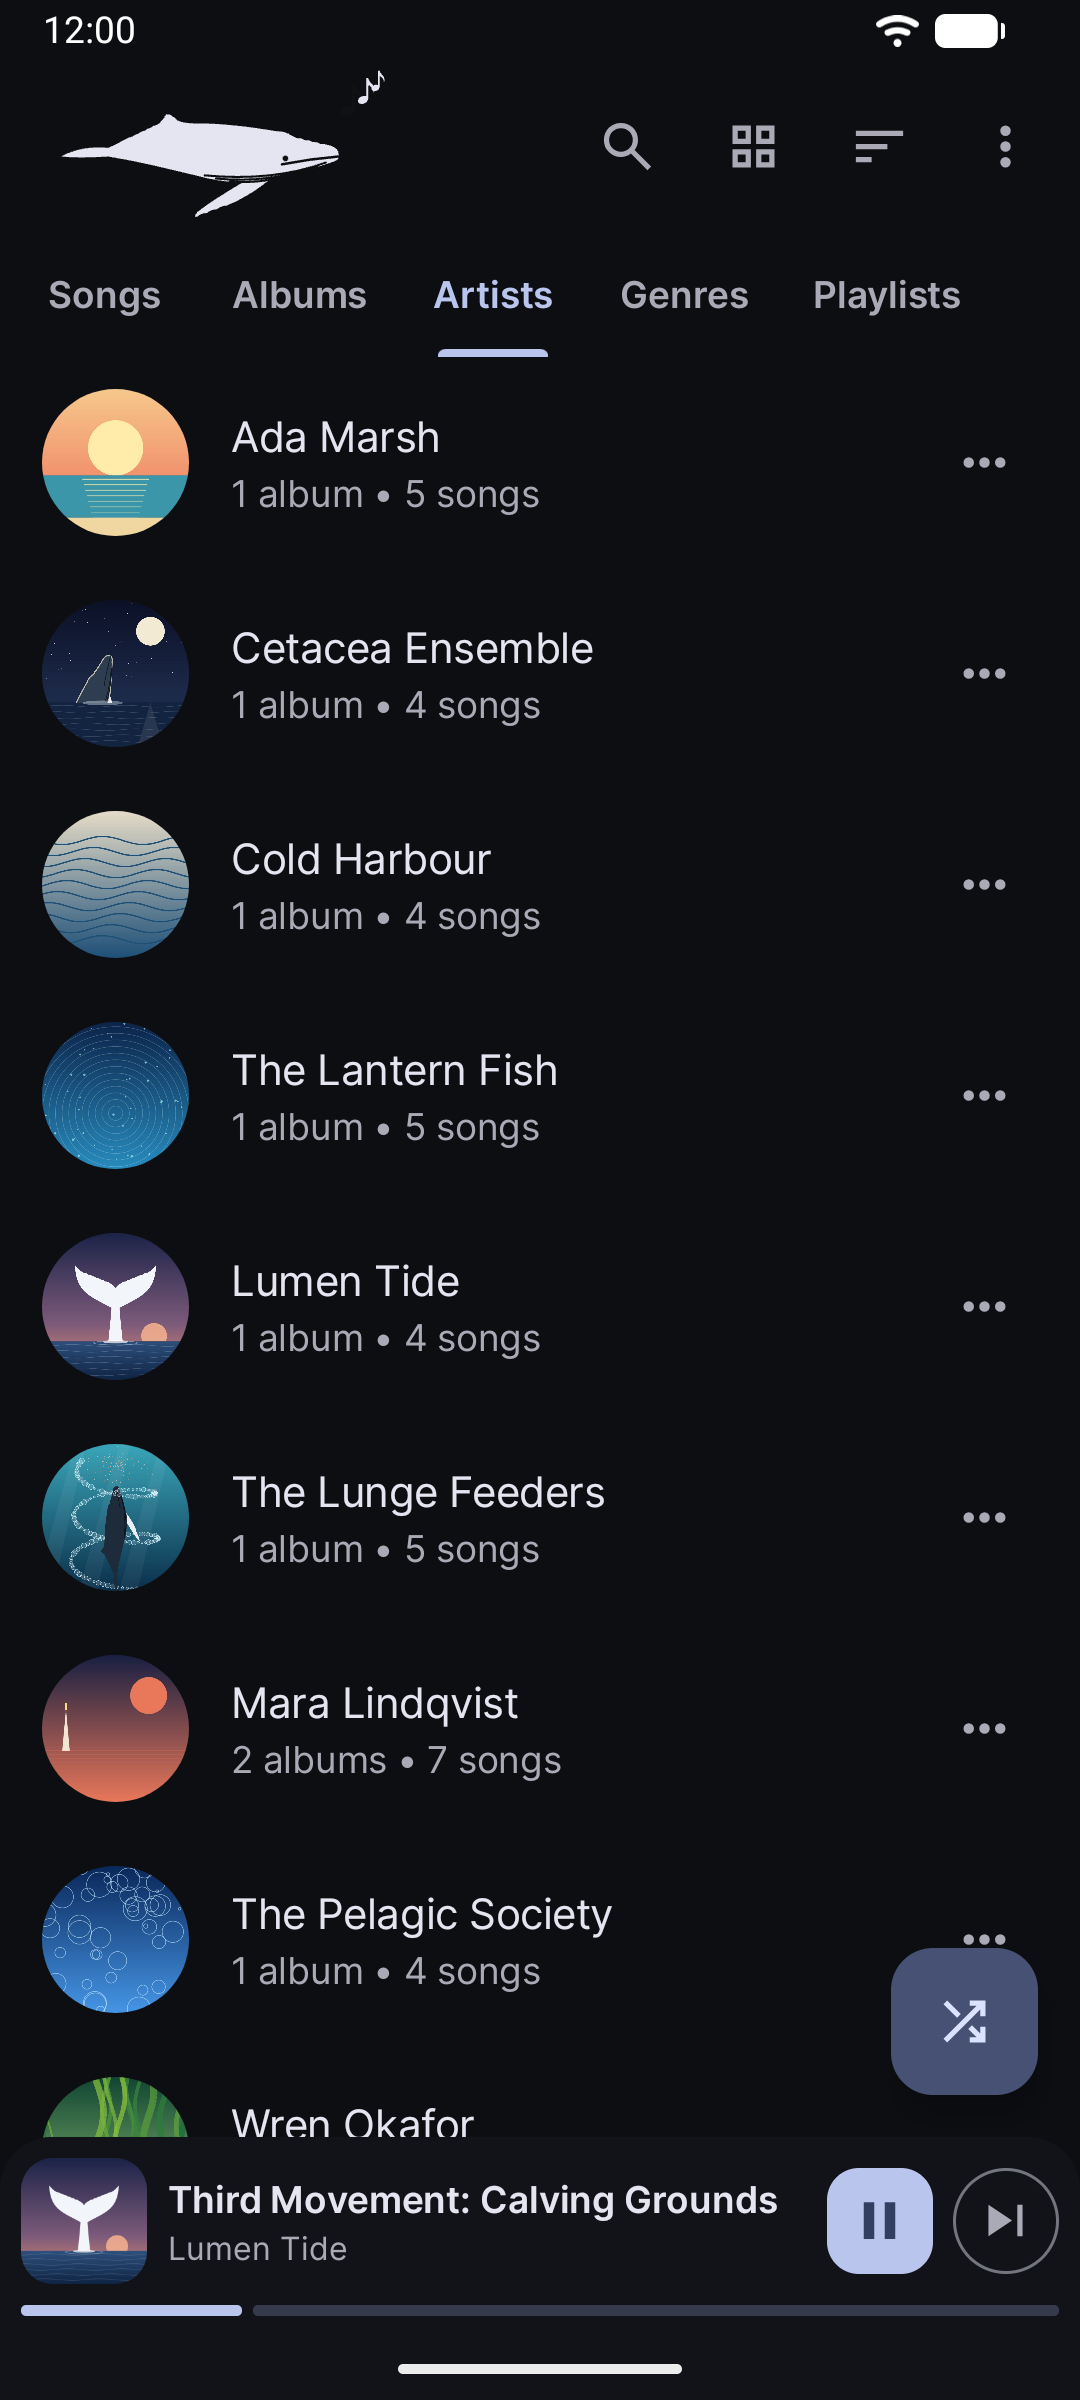 12:00
Songs Albums Artists Genres Playlists
Ada Marsh
1 album • 5 songs
Cetacea Ensemble
1 album • 4 songs
Cold Harbour
1 album • 4 songs
The Lantern Fish
1 album • 5 songs
Lumen Tide
1 album • 4 songs
The Lunge Feeders
1 album • 5 songs
Mara Lindqvist
2 albums • 7 songs
The Pelagic Society
1 album • 4 songs
Wren Okafor
Third Movement: Calving Grounds
Lumen Tide